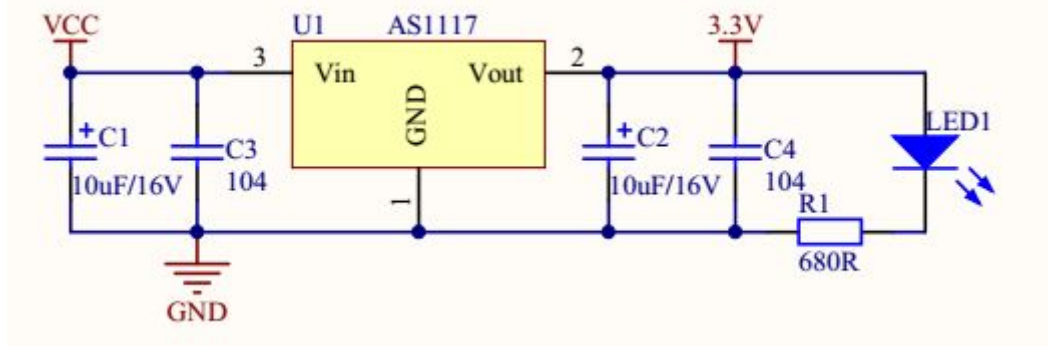 VCC
U1
AS1117
3.3V
3
Vin
Vout
2
GND
1
+
C1
10uF/16V
C3
104
+
C2
10uF/16V
C4
104
LED1
R1
680R
GND